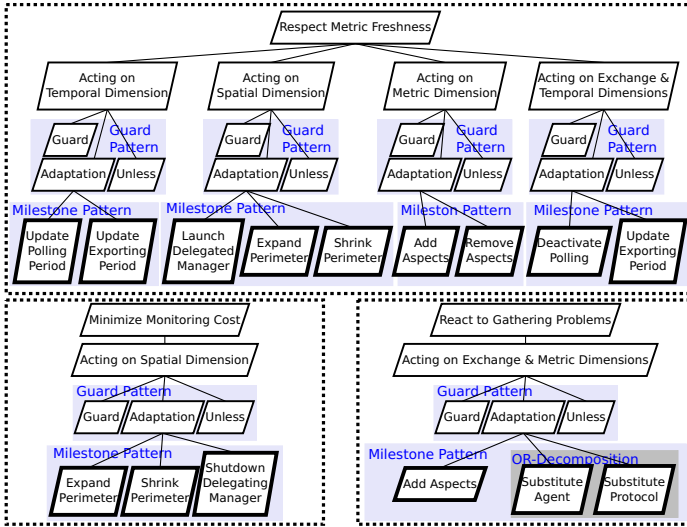 Respect Metric Freshness
Acting on
Temporal Dimension
Acting on
Spatial Dimension
Acting on
Metric Dimension
Acting on Exchange &
Temporal Dimensions
Guard
Guard
Pattern
Adaptation
Unless
Guard
Guard
Pattern
Adaptation
Unless
Guard
Guard
Pattern
Adaptation
Unless
Guard
Guard
Pattern
Adaptation
Unless
Milestone Pattern
Update
Polling
Period
Update
Exporting
Period
Milestone Pattern
Launch
Delegated
Manager
Expand
Perimeter
Shrink
Perimeter
Mileston Pattern
Add
Aspects
Remove
Aspects
Milestone Pattern
Deactivate
Polling
Update
Exporting
Period
Minimize Monitoring Cost
Acting on Spatial Dimension
Guard Pattern
Guard
Adaptation
Unless
Milestone Pattern
Expand
Perimeter
Shrink
Perimeter
Shutdown
Delegating
Manager
React to Gathering Problems
Acting on Exchange & Metric Dimensions
Guard Pattern
Guard
Adaptation
Unless
Milestone Pattern
Add Aspects
OR-Decomposition
Substitute
Agent
Substitute
Protocol